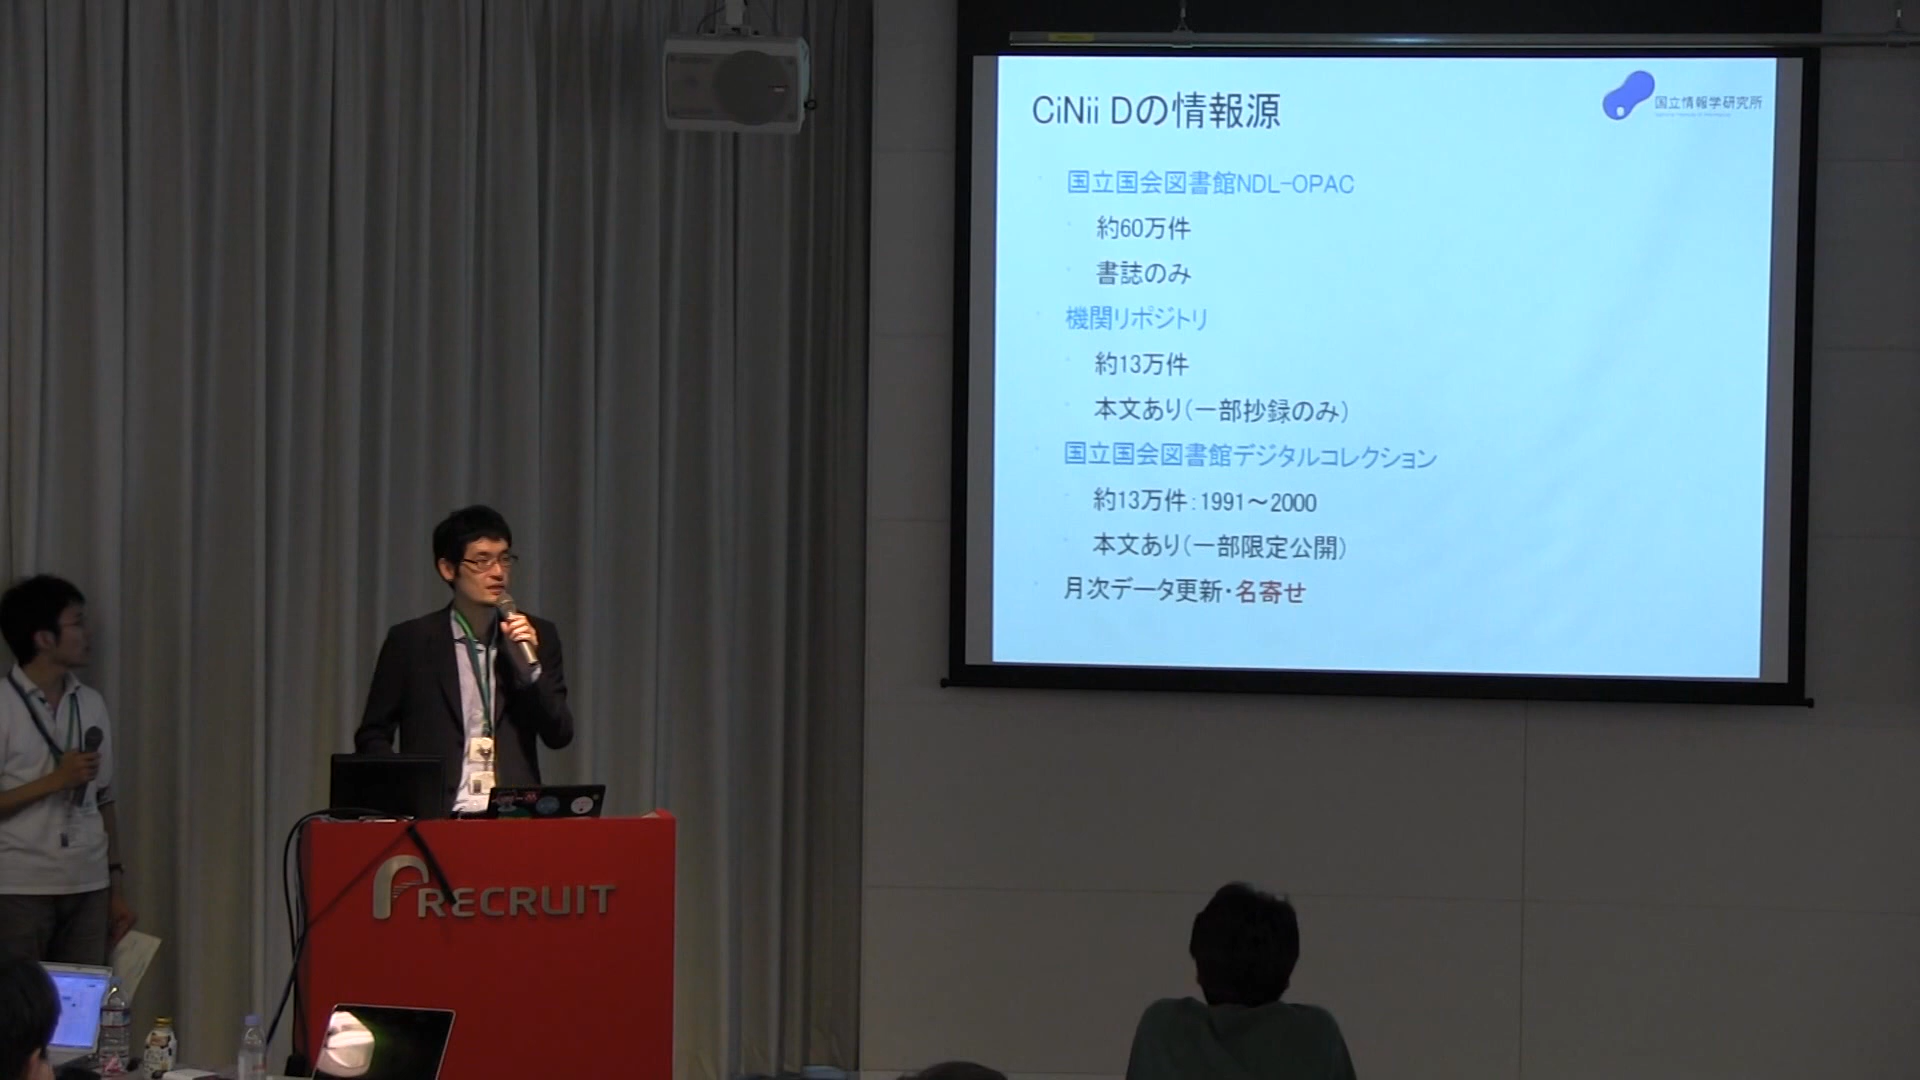 CiNii Dの情報源
国立情報学研究所
国立国会図書館NDL-OPAC
約60万件
書誌のみ
機関リポジトリ
約13万件
本文あり（一部抄録のみ）
国立国会図書館デジタルコレクション
約13万件：1991～2000
本文あり（一部限定公開）
月次データ更新・名寄せ
RECRUIT